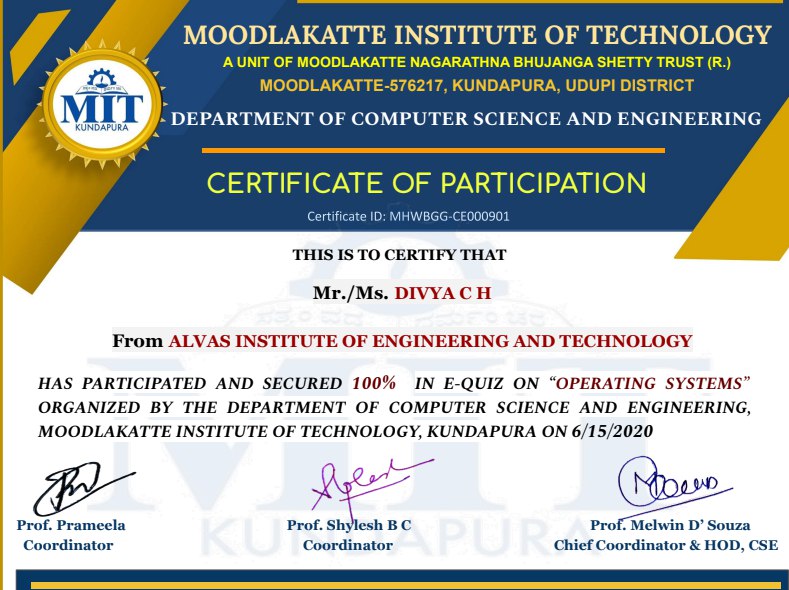 MOODLAKATTE INSTITUTE OF TECHNOLOGY
A UNIT OF MOODLAKATTE NAGARATHNA BHUJANGA SHETTY TRUST (R.)
MOODLAKATTE-576217, KUNDAPURA, UDUPI DISTRICT
MIT
KUNDAPURA
DEPARTMENT OF COMPUTER SCIENCE AND ENGINEERING
CERTIFICATE OF PARTICIPATION
Certificate ID: MHWBGG-CE000901
THIS IS TO CERTIFY THAT
Mr./Ms. DIVYA C H
From ALVAS INSTITUTE OF ENGINEERING AND TECHNOLOGY
HAS PARTICIPATED AND SECURED 100% IN E-QUIZ ON “OPERATING SYSTEMS”
ORGANIZED BY THE DEPARTMENT OF COMPUTER SCIENCE AND ENGINEERING,
MOODLAKATTE INSTITUTE OF TECHNOLOGY, KUNDAPURA ON 6/15/2020
MIT
KUNDAPURA
Prof. Prameela Prof. Shylesh B C Prof. Melwin D’ Souza
Coordinator Coordinator Chief Coordinator & HOD, CSE